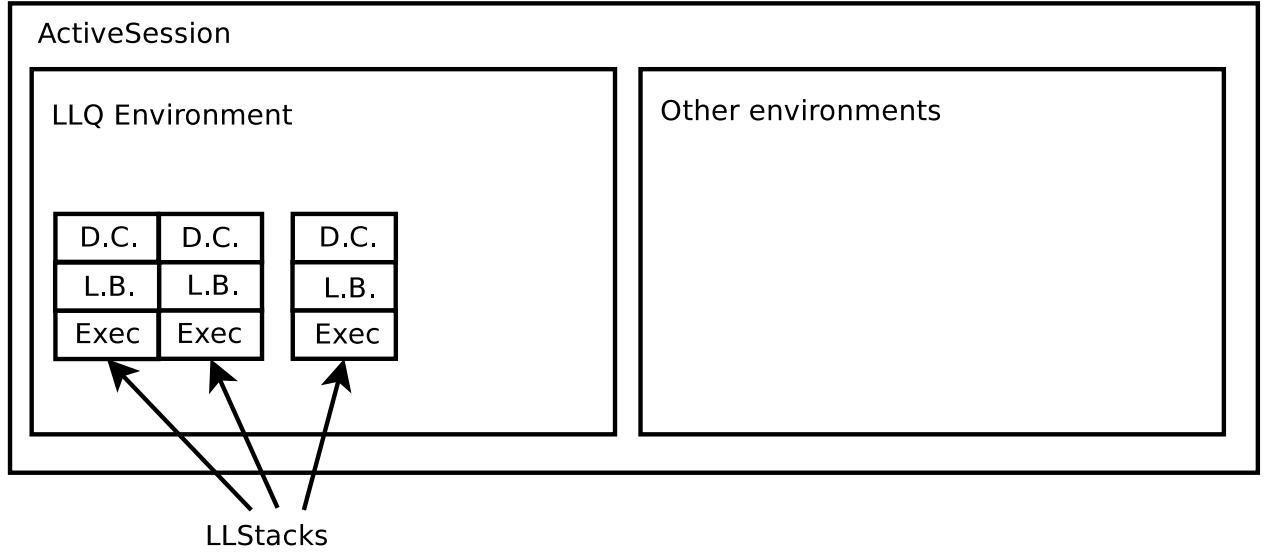 ActiveSession
LLQ Environment
Other environments
D.C.
D.C.
D.C.
L.B.
L.B.
L.B.
Exec
Exec
Exec
LLStacks